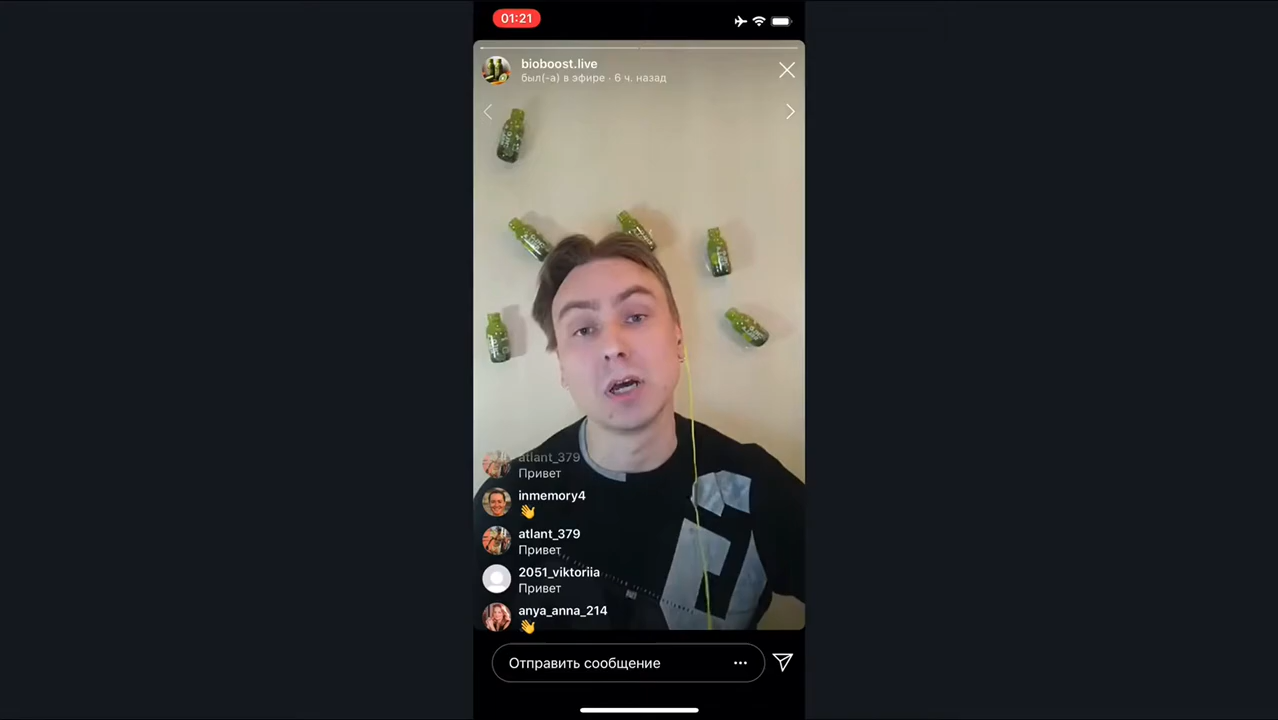 01:21
bioboost.live
был(-а) в эфире · 6 ч. назад
atlant_379
Привет
inmemory4
atlant_379
Привет
2051_viktoriia
Привет
anya_anna_214
Отправить сообщение